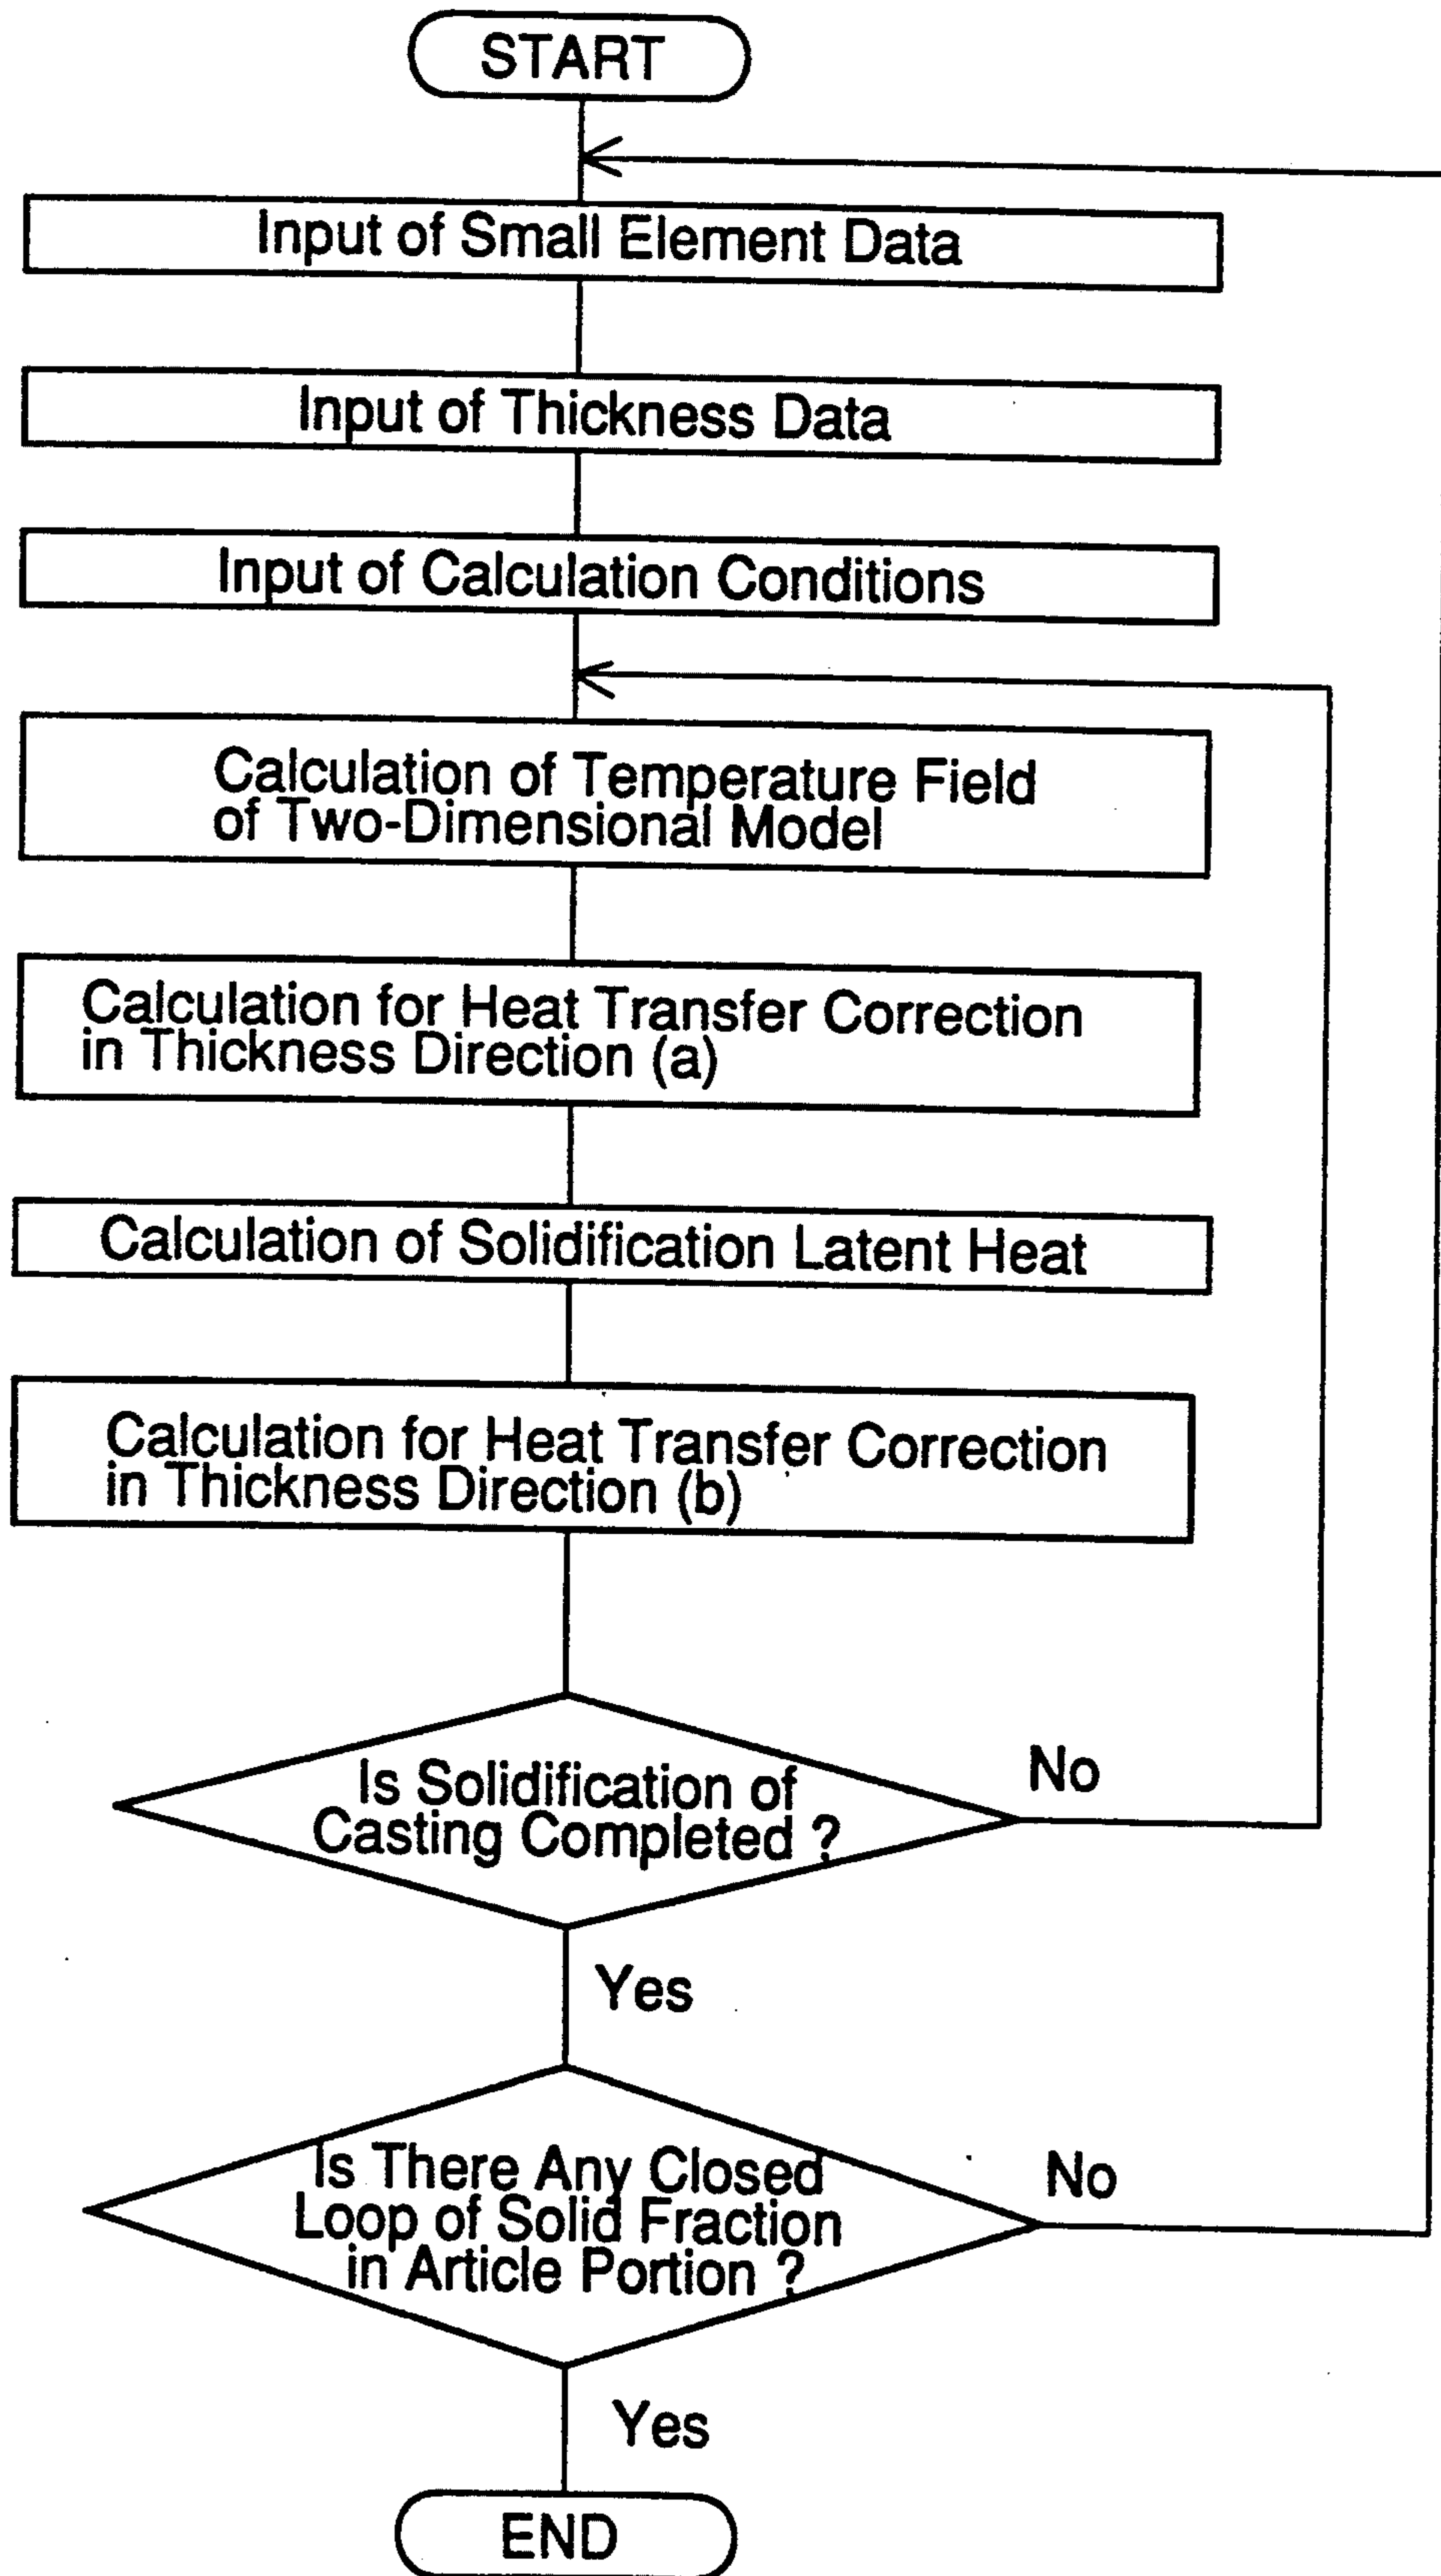 START
Input of Small Element Data
Input of Thickness Data
Input of Calculation Conditions
Calculation of Temperature Field
of Two-Dimensional Model
Calculation for Heat Transfer Correction
in Thickness Direction (a)
Calculation of Solidification Latent Heat
Calculation for Heat Transfer Correction
in Thickness Direction (b)
Is Solidification of
Casting Completed ?
No
Yes
Is There Any Closed
Loop of Solid Fraction
in Article Portion ?
No
Yes
END